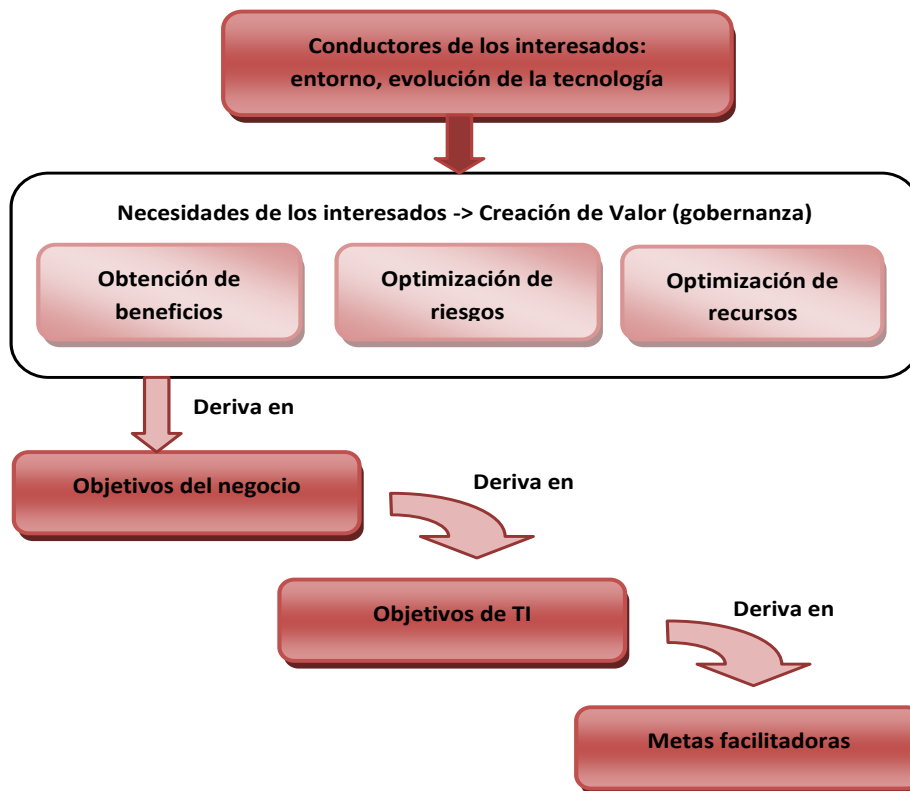 Conductores de los interesados:
entorno, evolución de la tecnología
Necesidades de los interesados -> Creación de Valor (gobernanza)
Obtención de
beneficios
Optimización de
riesgos
Optimización de
recursos
Deriva en
Objetivos del negocio
Deriva en
Objetivos de TI
Deriva en
Metas facilitadoras